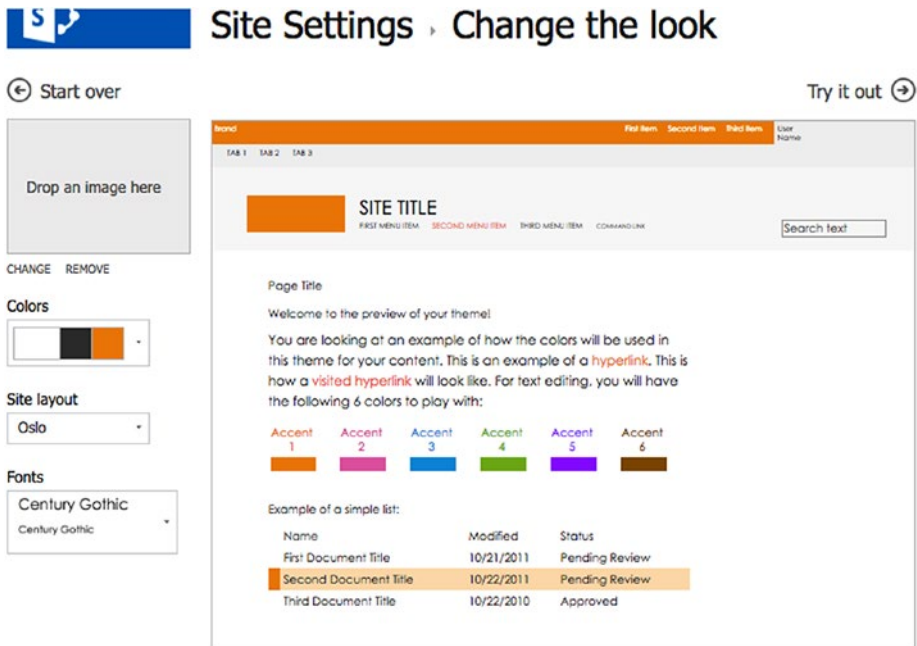 S
Site Settings › Change the look
Start over
Try it out
Drop an image here
CHANGE REMOVE
Colors
Site layout
Oslo
Fonts
Century Gothic
Century Gothic
Brand
First Item Second Item Third Item
User Name
TAB 1 TAB 2 TAB 3
SITE TITLE
FIRST MENU ITEM SECOND MENU ITEM THIRD MENU ITEM COMMAND LINK
Search text
Page Title
Welcome to the preview of your theme!
You are looking at an example of how the colors will be used in
this theme for your content. This is an example of a hyperlink. This is
how a visited hyperlink will look like. For text editing, you will have
the following 6 colors to play with:
Accent 1 Accent 2 Accent 3 Accent 4 Accent 5 Accent 6
Example of a simple list:
Name Modified Status
First Document Title 10/21/2011 Pending Review
Second Document Title 10/22/2011 Pending Review
Third Document Title 10/22/2010 Approved